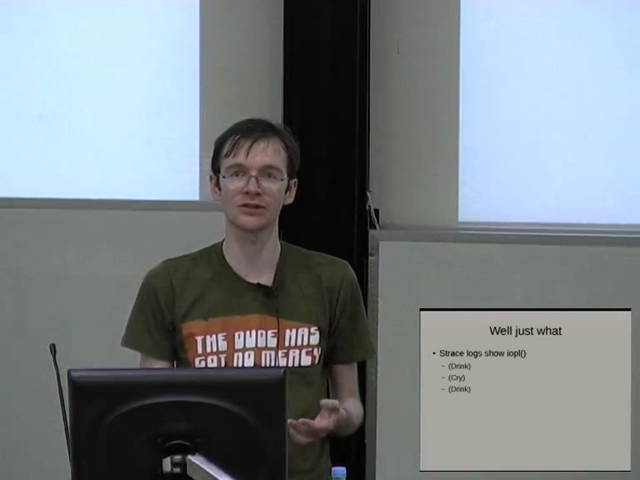 THE DUDE HAS
GOT NO MERCY
Well just what
• Strace logs show iopl()
– (Drink)
– (Cry)
– (Drink)